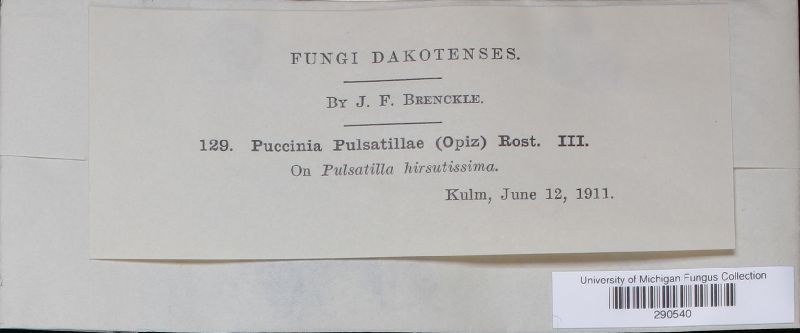 FUNGI DAKOTENSES.
BY J. F. BRENCKLE.
129. Puccinia Pulsatillae (Opiz) Rost. III.
On Pulsatilla hirsutissima.
Kulm, June 12, 1911.
University of Michigan Fungus Collection
290540